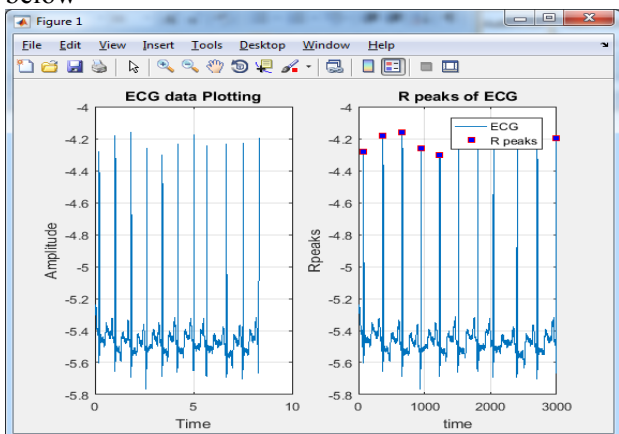 below
Figure 1
File Edit View Insert Tools Desktop Window Help
ECG data Plotting
-4
-4.2
-4.4
-4.6
-4.8
-5
-5.2
-5.4
-5.6
-5.8
Amplitude
0 5 10
Time
R peaks of ECG
-4
-4.2
-4.4
-4.6
-4.8
-5
-5.2
-5.4
-5.6
-5.8
Rpeaks
ECG
R peaks
0 1000 2000 3000
time